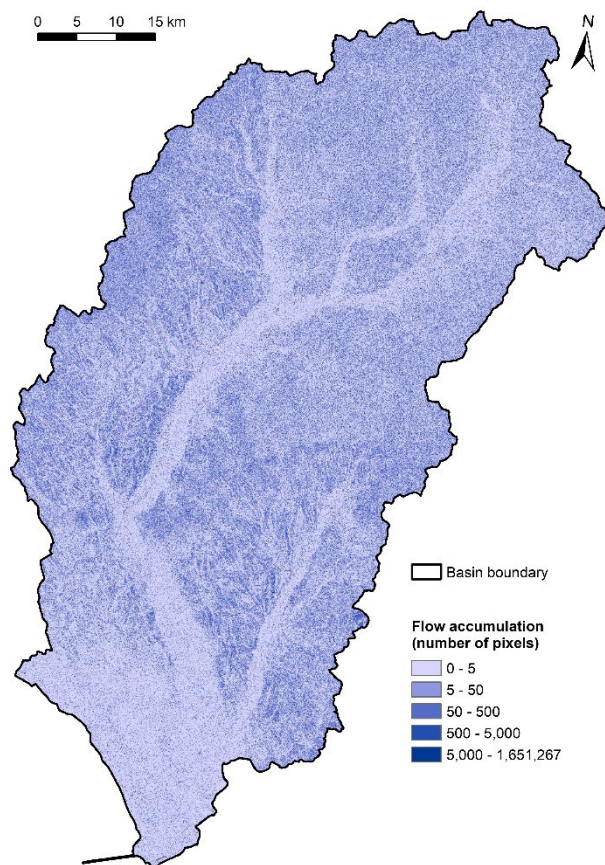 0 5 10 15 km
N
Basin boundary
Flow accumulation
(number of pixels)
0 - 5
5 - 50
50 - 500
500 - 5,000
5,000 - 1,651,267